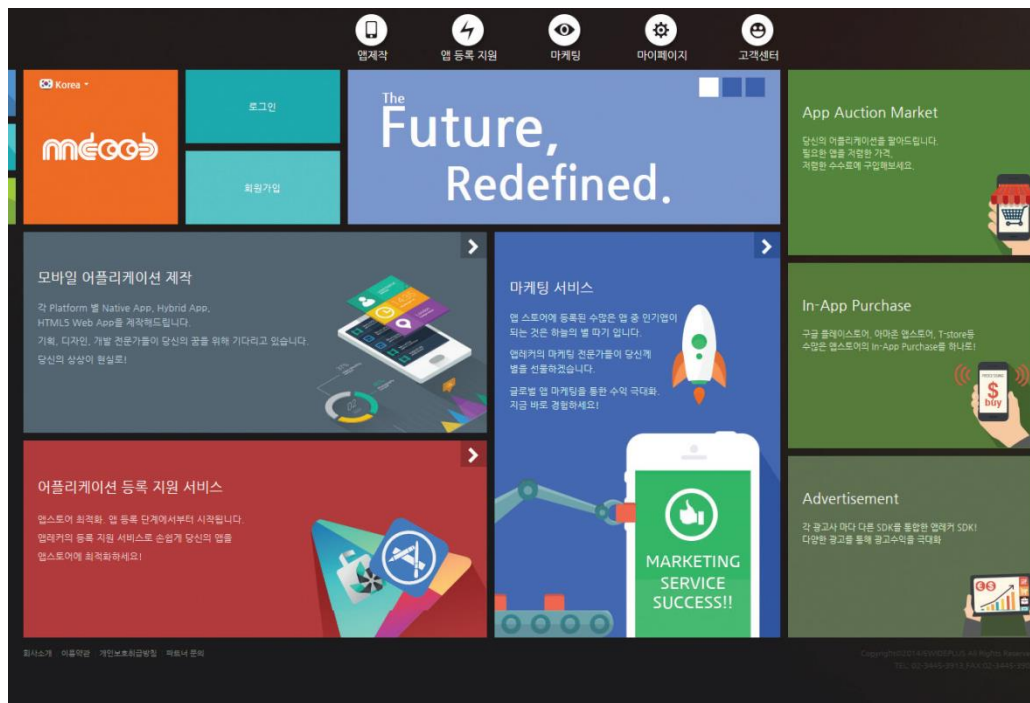 앱제작
앱 등록 지원
마케팅
마이페이지
고객센터
Korea
로그인
회원가입
The
Future,
Redefined.
App Auction Market
당신의 어플리케이션을 팔아드립니다.
필요한 앱을 저렴한 가격,
저렴한 수수료에 구입해보세요.
모바일 어플리케이션 제작
각 Platform 별 Native App, Hybrid App,
HTML5 Web App을 제작해드립니다.
기획, 디자인, 개발 전문가들이 당신의 꿈을 위해 기다리고 있습니다.
당신의 상상이 현실로!
마케팅 서비스
앱 스토어에 등록된 수많은 앱 중 인기앱이
되는 것은 하늘의 별 따기 입니다.
앱레커의 마케팅 전문가들이 당신께
별을 선물하겠습니다.
글로벌 앱 마케팅을 통한 수익 극대화.
지금 바로 경험하세요!
MARKETING
SERVICE
SUCCESS!!
In-App Purchase
구글 플레이스토어, 아마존 앱스토어, T-store등
수많은 앱스토어의 In-App Purchase를 하나로!
$
buy
어플리케이션 등록 지원 서비스
앱스토어 최적화. 앱 등록 단계에서부터 시작됩니다.
앱레커의 등록 지원 서비스로 손쉽게 당신의 앱을
앱스토어에 최적화하세요!
Advertisement
각 광고사 마다 다른 SDK를 통합한 앱레커 SDK!
다양한 광고를 통해 광고수익을 극대화
회사소개 이용약관 개인보호취급방침 파트너 문의
All Rights